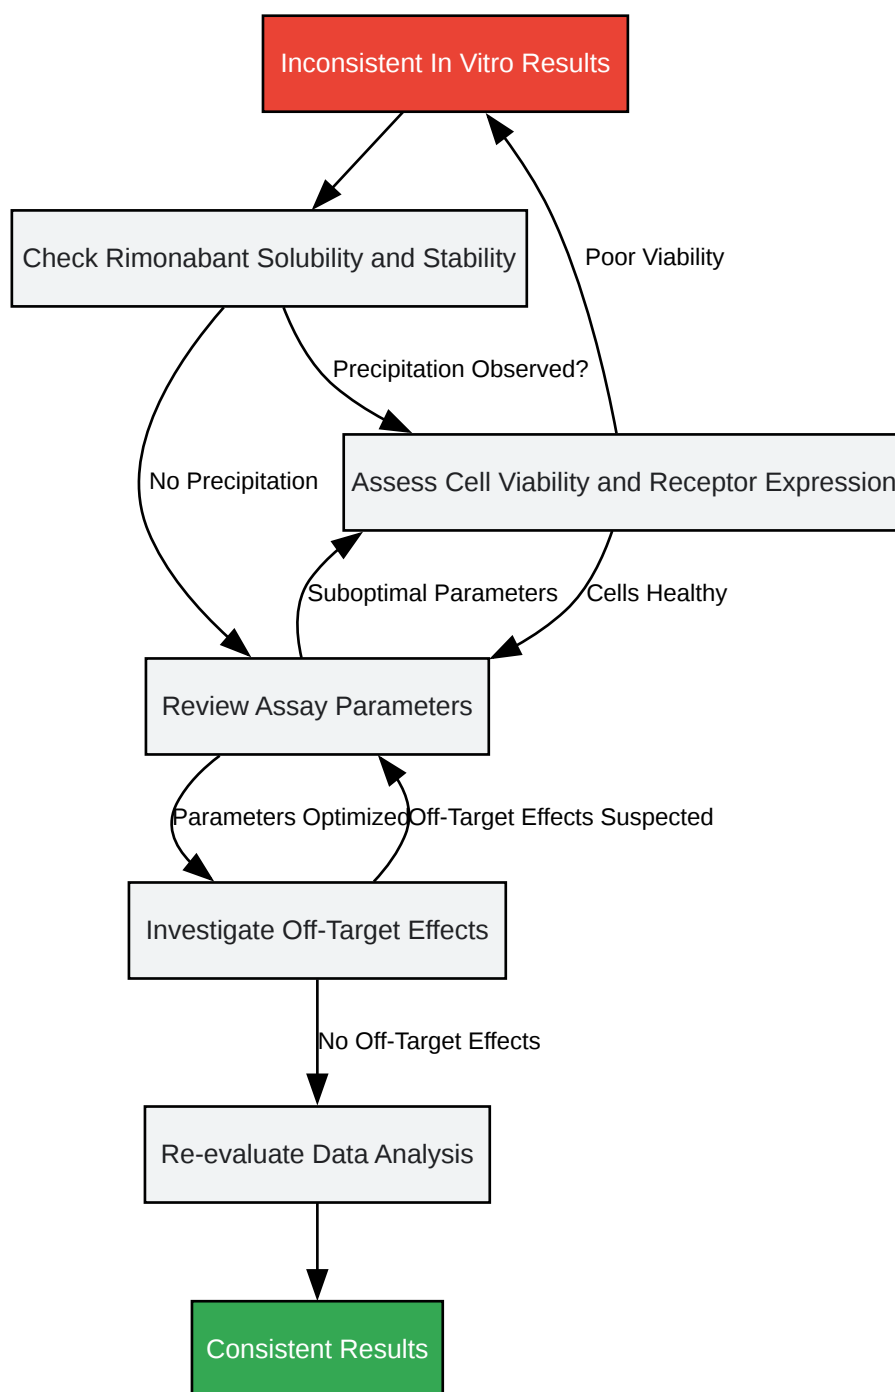 Inconsistent In Vitro Results
Check Rimonabant Solubility and Stability
Poor Viability
Precipitation Observed?
No Precipitation
Assess Cell Viability and Receptor Expression
Suboptimal Parameters
Cells Healthy
Review Assay Parameters
Parameters Optimized
Off-Target Effects Suspected
Investigate Off-Target Effects
No Off-Target Effects
Re-evaluate Data Analysis
Consistent Results